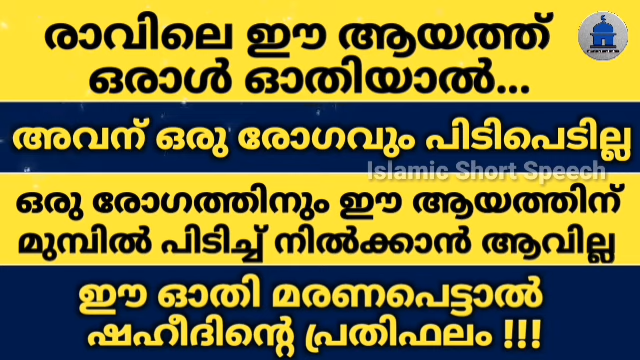 രാവിലെ ഈ ആയത്ത്
ഒരാൾ ഓതിയാൽ...
അവന് ഒരു രോഗവും പിടിപെടില്ല
Islamic Short Speech
ഒരു രോഗത്തിനും ഈ ആയത്തിന്
മുമ്പിൽ പിടിച്ച് നിൽക്കാൻ ആവില്ല
ഈ ഓതി മരണപെട്ടാൽ
ഷഹീദിന്റെ പ്രതിഫലം !!!